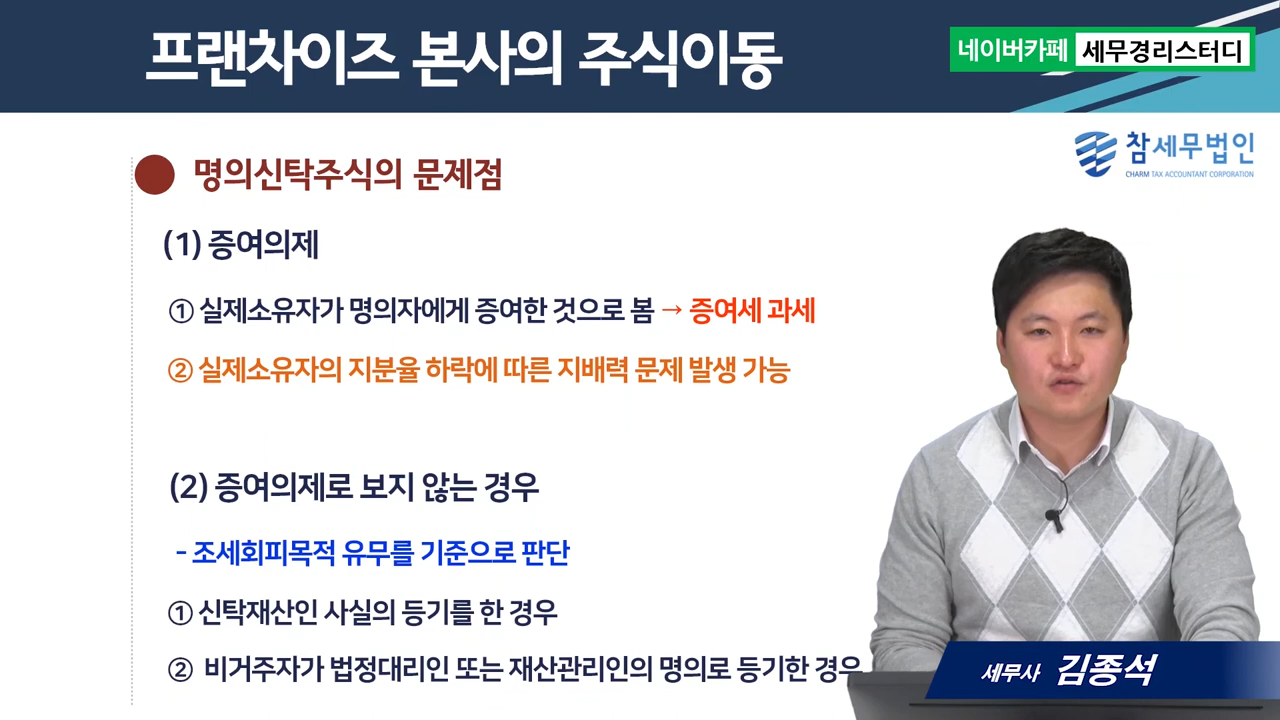 프랜차이즈 본사의 주식이동
네이버카페 세무경리스터디
참세무법인
CHARM TAX ACCOUNTANT CORPORATION
명의신탁주식의 문제점
(1) 증여의제
① 실제소유자가 명의자에게 증여한 것으로 봄 → 증여세 과세
② 실제소유자의 지분율 하락에 따른 지배력 문제 발생 가능
(2) 증여의제로 보지 않는 경우
- 조세회피목적 유무를 기준으로 판단
① 신탁재산인 사실의 등기를 한 경우
② 비거주자가 법정대리인 또는 재산관리인의 명의로 등기한 경우
세무사 김종석